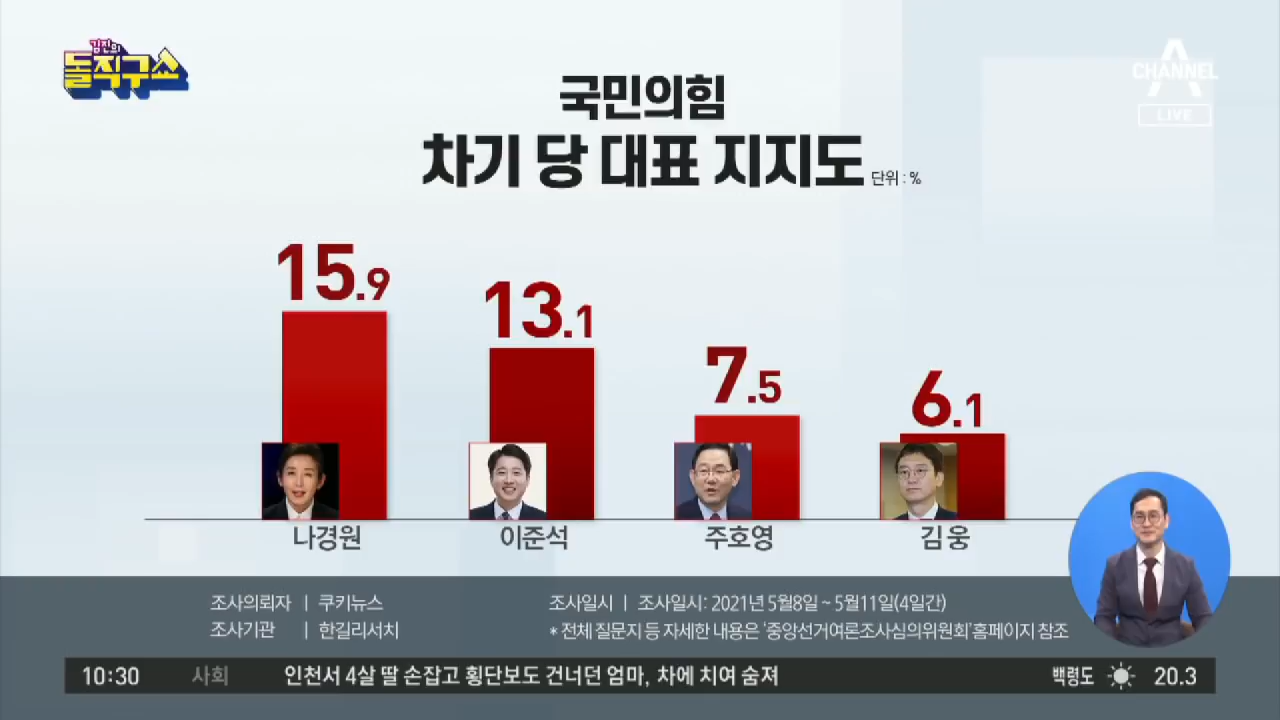 김진의
돌직구쇼
CHANNEL A
LIVE
국민의힘
차기 당 대표 지지도 단위 : %
15.9
13.1
7.5
6.1
나경원
이준석
주호영
김 웅
조사의뢰자 | 쿠키뉴스
조사기관 | 한길리서치
조사일시 | 조사일시: 2021년 5월8일 ~ 5월11일(4일간)
* 전체 질문지 등 자세한 내용은 '중앙선거여론조사심의위원회' 홈페이지 참조
10:30 사회 인천서 4살 딸 손잡고 횡단보도 건너던 엄마, 차에 치여 숨져 백령도 20.3